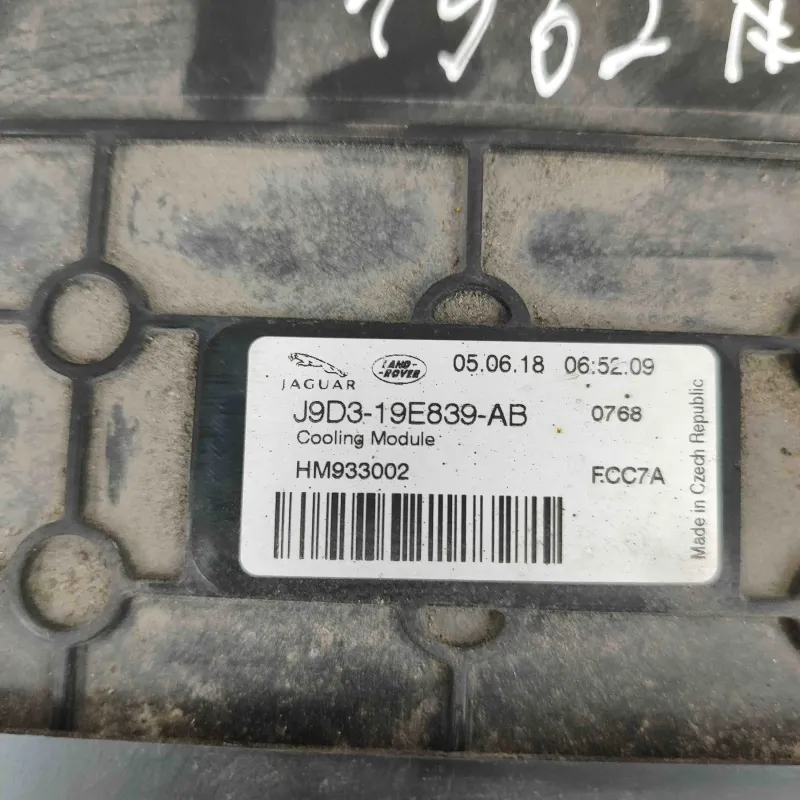 JAGUAR
LAND-
-ROVER
05.06.18 06:52:09
J9D3-19E839-AB 0768
Cooling Module
HM933002 FCC7A
Made in Czech Republic